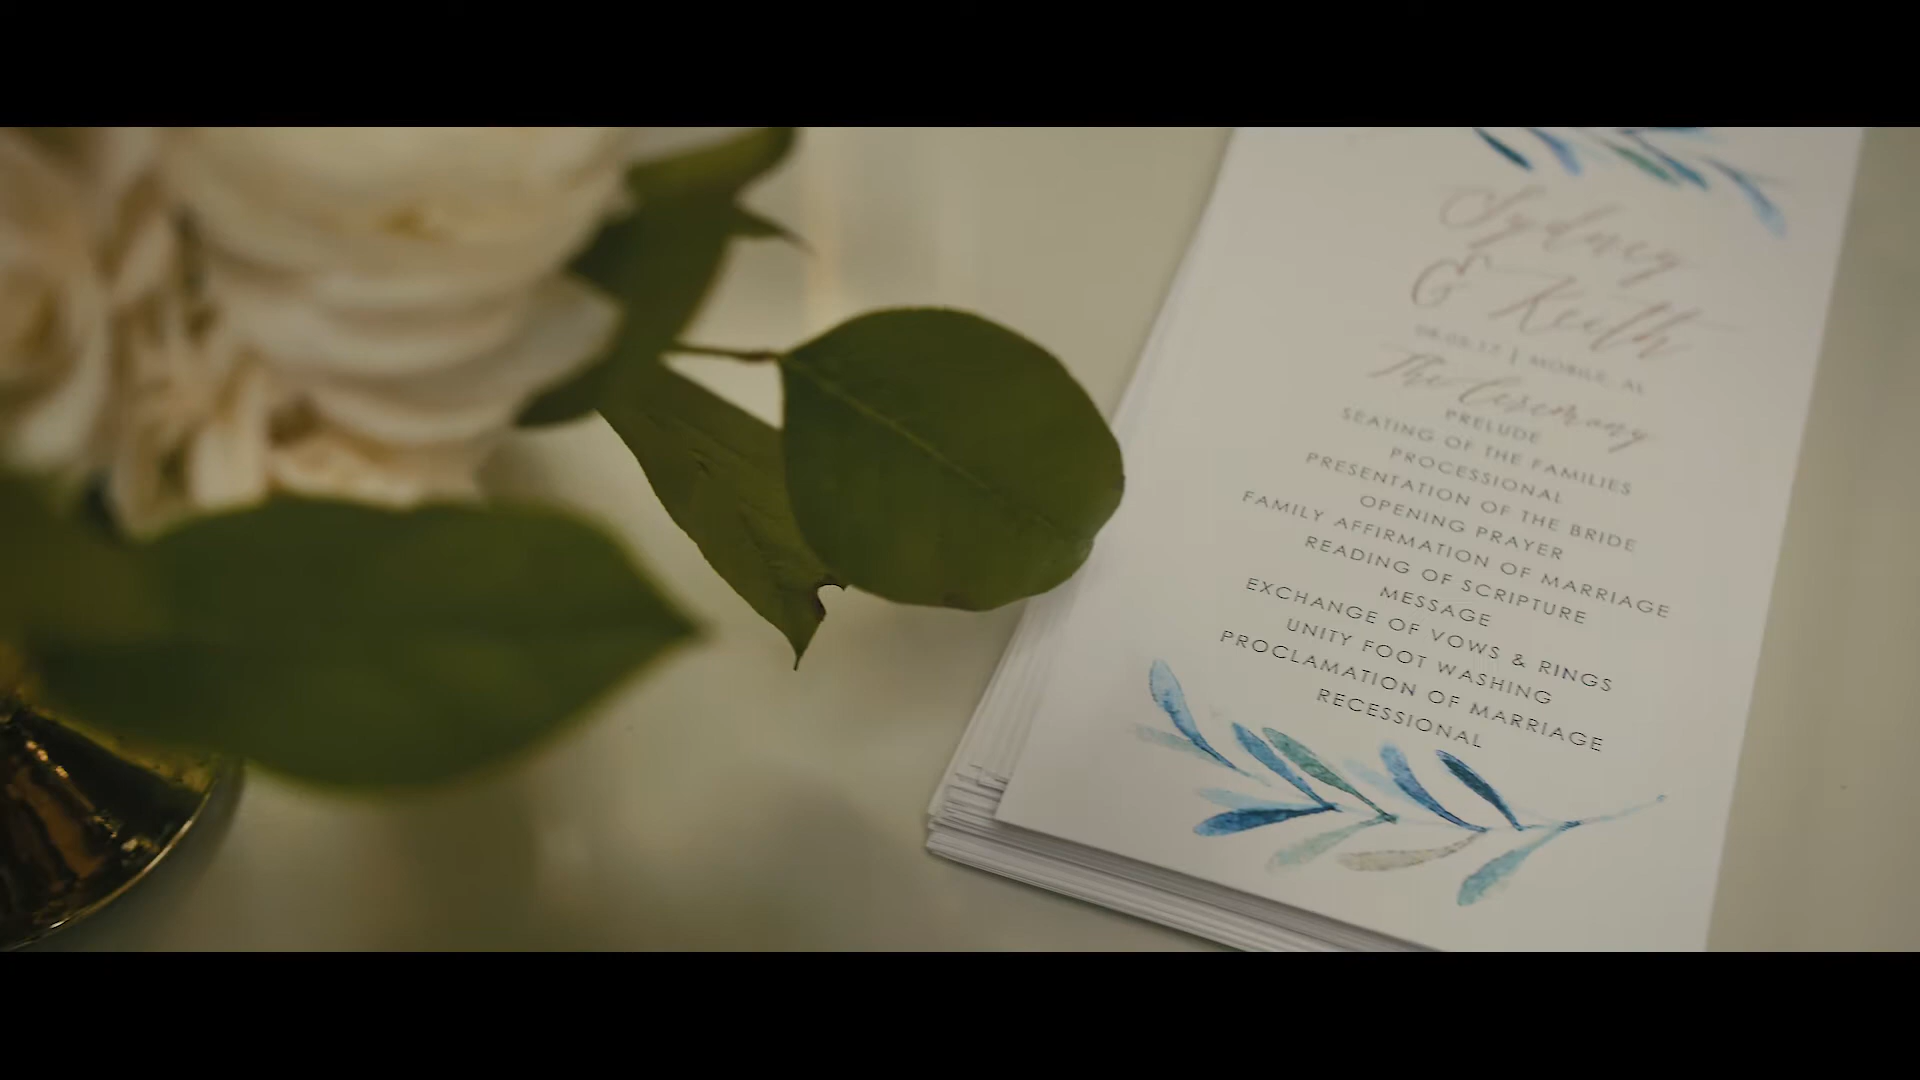 Sydney
& Keith
MOBILE, AL
The Ceremony
PRELUDE
SEATING OF THE FAMILIES
PROCESSIONAL
PRESENTATION OF THE BRIDE
OPENING PRAYER
FAMILY AFFIRMATION OF MARRIAGE
READING OF SCRIPTURE
MESSAGE
EXCHANGE OF VOWS & RINGS
UNITY FOOT WASHING
PROCLAMATION OF MARRIAGE
RECESSIONAL